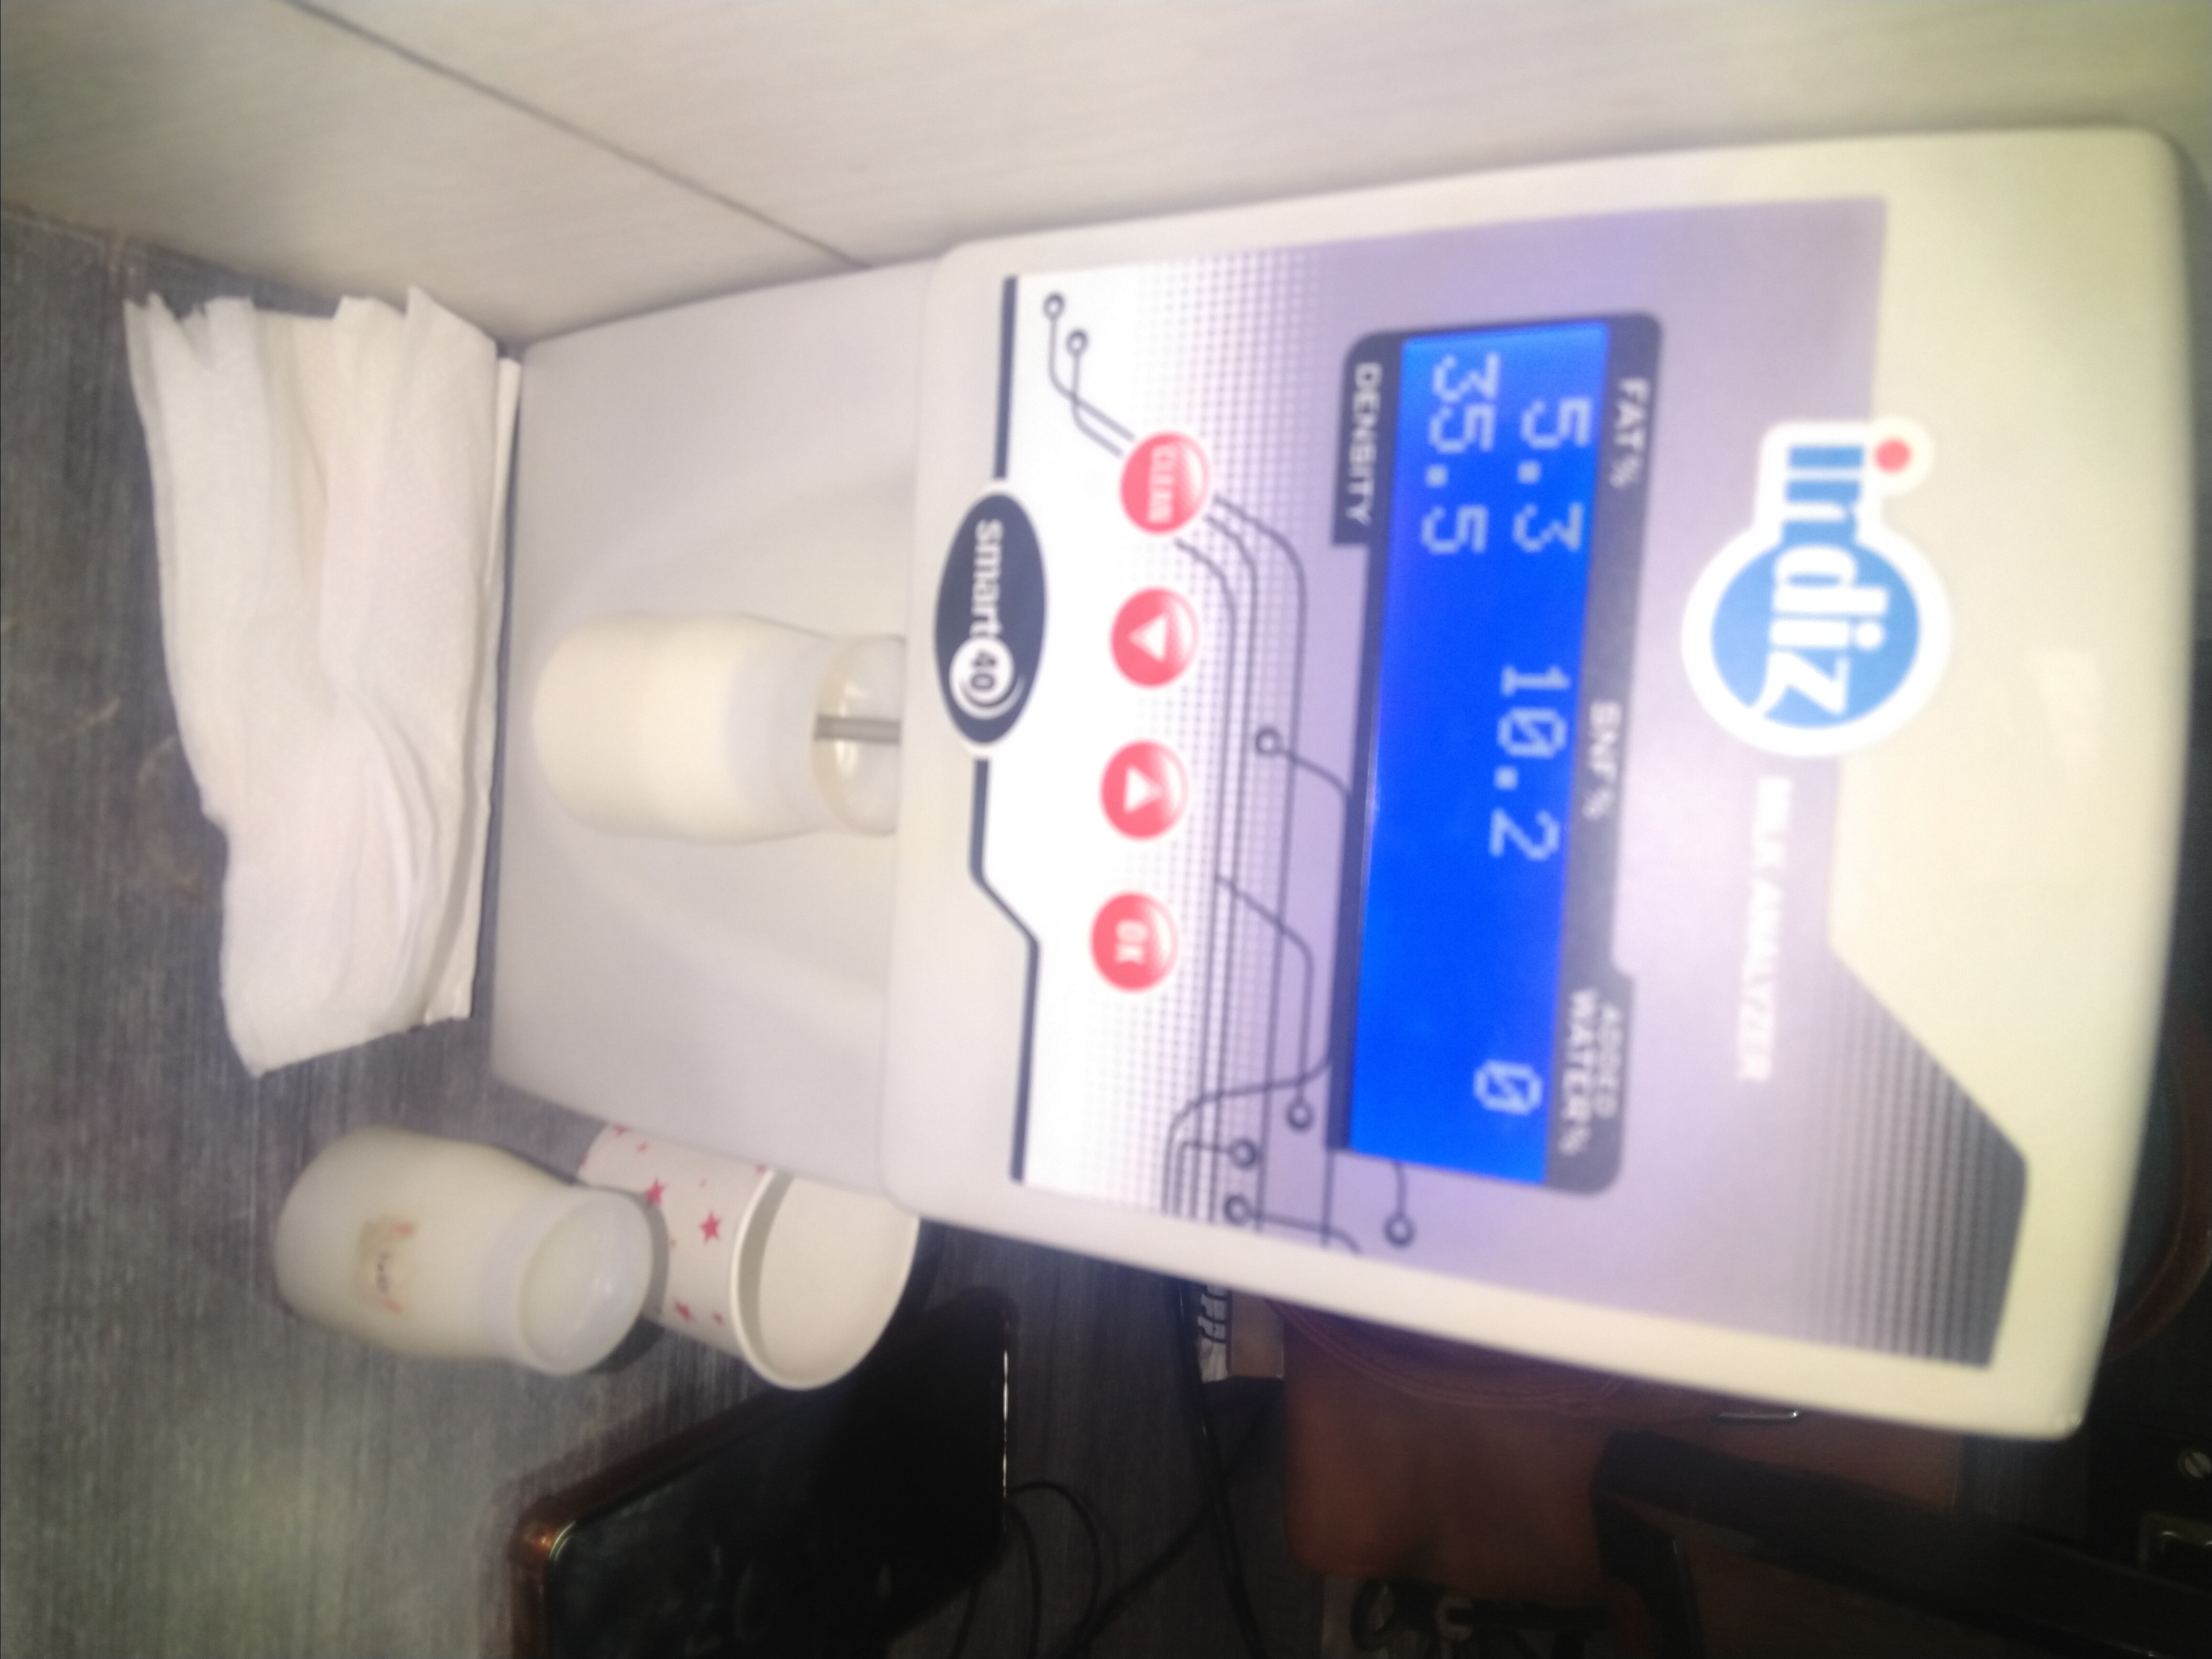 indiz
MILK ANALYZER
FAT% SNF% ADDED WATER%
5.3 10.2 0
35.5
DENSITY
CLEAN OK
smart 40